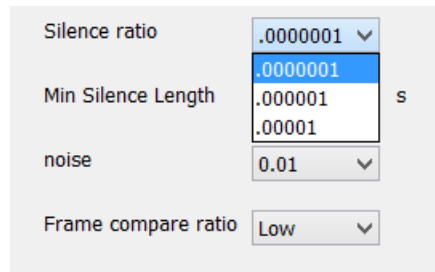 Silence ratio .0000001
.0000001
Min Silence Length .000001 s
.00001
noise 0.01
Frame compare ratio Low